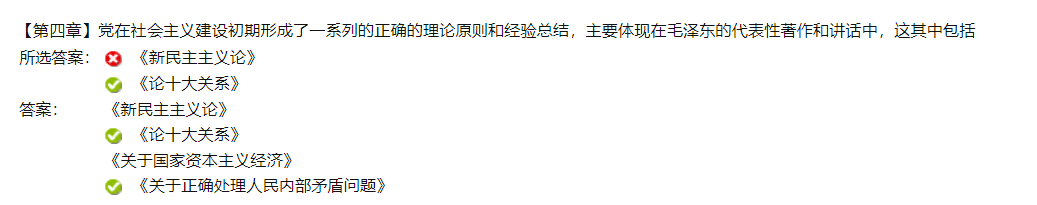 【第四章】党在社会主义建设初期形成了一系列的正确的理论原则和经验总结，主要体现在毛泽东的代表性著作和讲话中，这其中包括
所选答案： 《新民主主义论》
《论十大关系》
答案： 《新民主主义论》
《论十大关系》
《关于国家资本主义经济》
《关于正确处理人民内部矛盾问题》